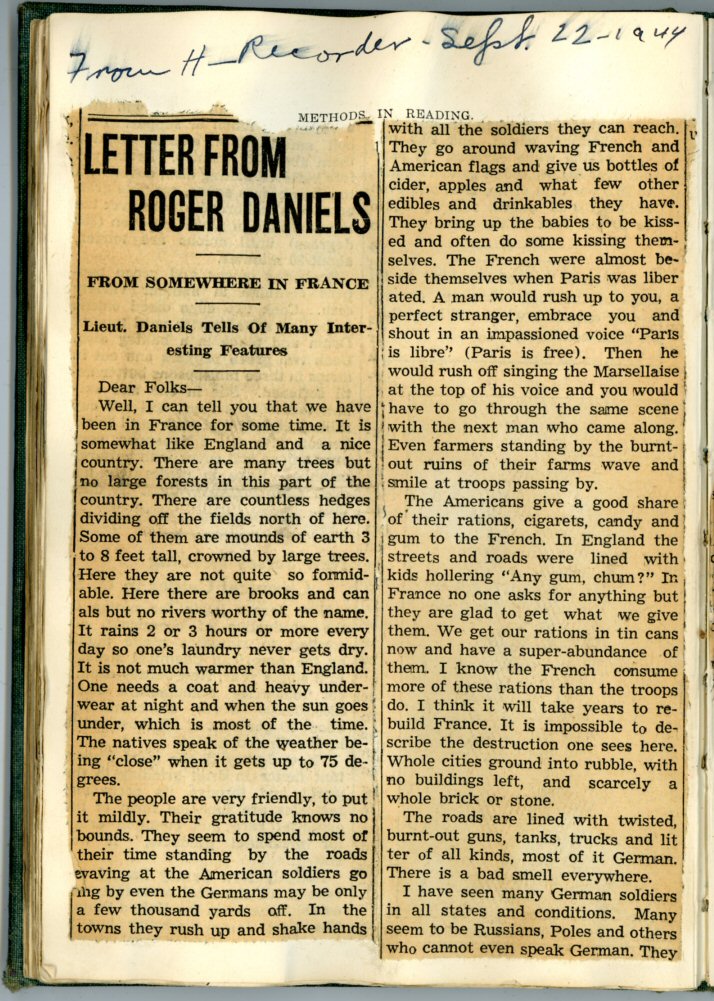 From H-Recorder - Sept. 22-1944
METHODS IN READING.
LETTER FROM
ROGER DANIELS
FROM SOMEWHERE IN FRANCE
Lieut. Daniels Tells Of Many Inter-
esting Features
Dear Folks—
Well, I can tell you that we have
been in France for some time. It is
somewhat like England and a nice
country. There are many trees but
no large forests in this part of the
country. There are countless hedges
dividing off the fields north of here.
Some of them are mounds of earth 3
to 8 feet tall, crowned by large trees.
Here they are not quite so formid-
able. Here there are brooks and can
als but no rivers worthy of the name.
It rains 2 or 3 hours or more every
day so one's laundry never gets dry.
It is not much warmer than England.
One needs a coat and heavy under-
wear at night and when the sun goes
under, which is most of the time.
The natives speak of the weather be-
ing "close" when it gets up to 75 de-
grees.
The people are very friendly, to put
it mildly. Their gratitude knows no
bounds. They seem to spend most of
their time standing by the roads
waving at the American soldiers go
ing by even the Germans may be only
a few thousand yards off. In the
towns they rush up and shake hands
with all the soldiers they can reach.
They go around waving French and
American flags and give us bottles of
cider, apples and what few other
edibles and drinkables they have.
They bring up the babies to be kiss-
ed and often do some kissing them-
selves. The French were almost be-
side themselves when Paris was liber
ated. A man would rush up to you, a
perfect stranger, embrace you and
shout in an impassioned voice "Paris
is libre" (Paris is free). Then he
would rush off singing the Marsellaise
at the top of his voice and you would
have to go through the same scene
with the next man who came along.
Even farmers standing by the burnt-
out ruins of their farms wave and
smile at troops passing by.
The Americans give a good share
of their rations, cigarets, candy and
gum to the French. In England the
streets and roads were lined with
kids hollering "Any gum, chum?" In
France no one asks for anything but
they are glad to get what we give
them. We get our rations in tin cans
now and have a super-abundance of
them. I know the French consume
more of these rations than the troops
do. I think it will take years to re-
build France. It is impossible to de-
scribe the destruction one sees here.
Whole cities ground into rubble, with
no buildings left, and scarcely a
whole brick or stone.
The roads are lined with twisted,
burnt-out guns, tanks, trucks and lit
ter of all kinds, most of it German.
There is a bad smell everywhere.
I have seen many German soldiers
in all states and conditions. Many
seem to be Russians, Poles and others
who cannot even speak German. They